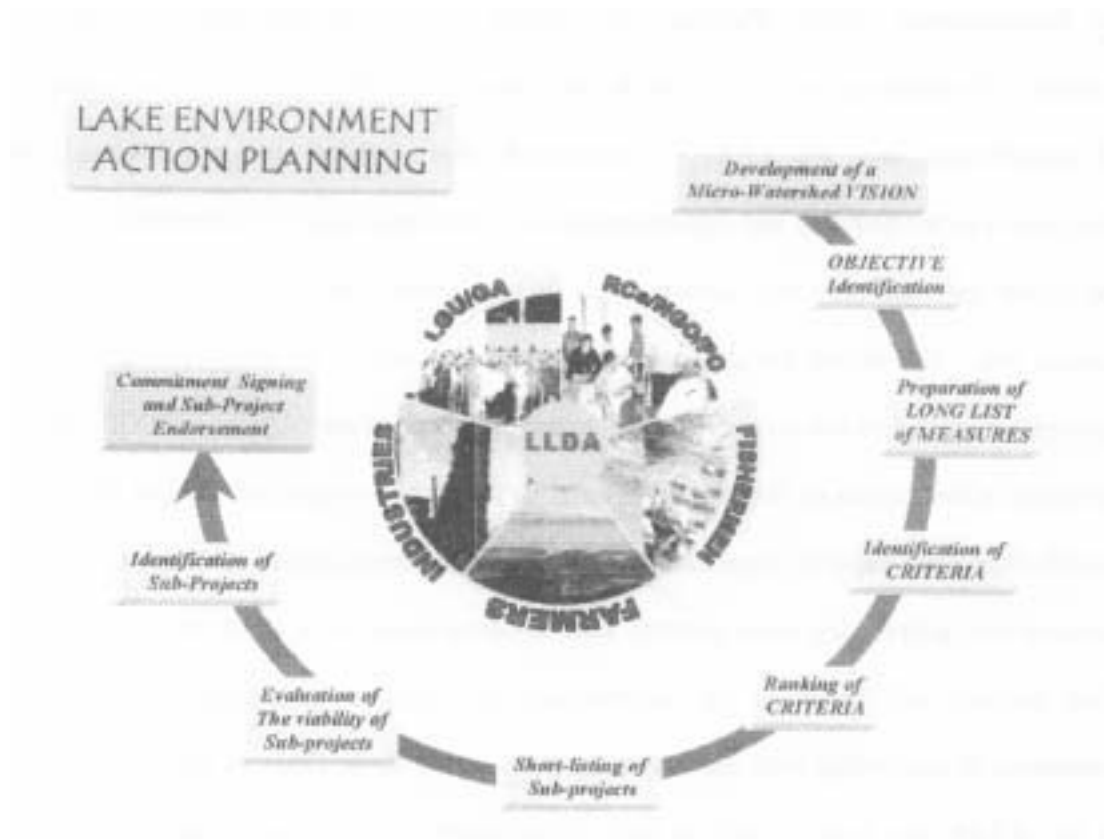 LAKE ENVIRONMENT
ACTION PLANNING
Development of a
Micro-Watershed VISION
OBJECTIVE
Identification
Preparation of
LONG LIST
of MEASURES
Identification of
CRITERIA
Ranking of
CRITERIA
Short-listing of
Sub-projects
Evaluation of
The viability of
Sub-projects
Identification of
Sub-Projects
Commitment Signing
and Sub-Project
Endorsement
LGU/GA
RCs/NGO/PO
FISHERMEN
FARMERS
INDUSTRIES
LLDA